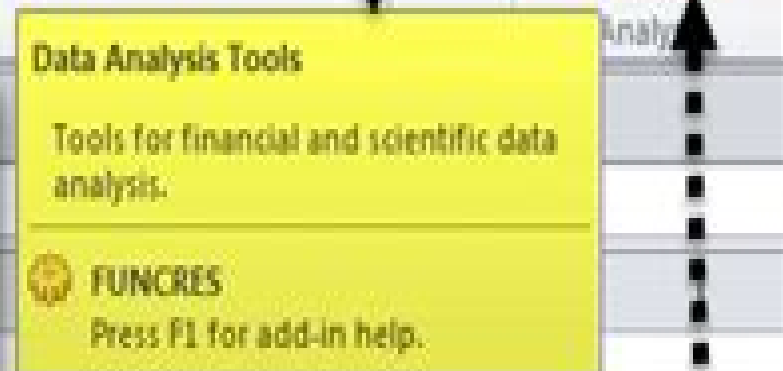 Data Analysis Tools
Tools for financial and scientific data
analysis.
FUNCRES
Press F1 for add-in help.